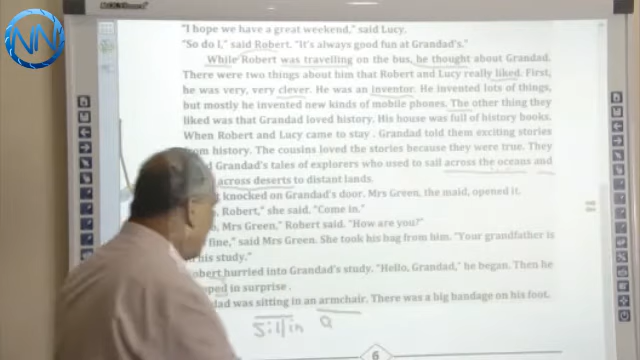 NN
"I hope we have a great weekend," said Lucy.
"So do I," said Robert. "It's always good fun at Grandad's."
While Robert was travelling on the bus, he thought about Grandad.
There were two things about him that Robert and Lucy really liked. First,
he was very, very clever. He was an inventor. He invented lots of things,
but mostly he invented new kinds of mobile phones. The other thing they
liked was that Grandad loved history. His house was full of history books.
When Robert and Lucy came to stay. Grandad told them exciting stories
from history. The cousins loved the stories because they were true. They
Grandad's tales of explorers who used to sail across the oceans and
across deserts to distant lands.
knocked on Grandad's door. Mrs Green, the maid, opened it.
Robert," she said, "Come in."
Mrs Green," Robert said. "How are you?"
fine," said Mrs Green. She took his bag from him. "Your grandfather is
his study."
Robert hurried into Grandad's study. "Hello, Grandad," he began. Then he
in surprise .
was sitting in an armchair. There was a big bandage on his foot.
in a
6